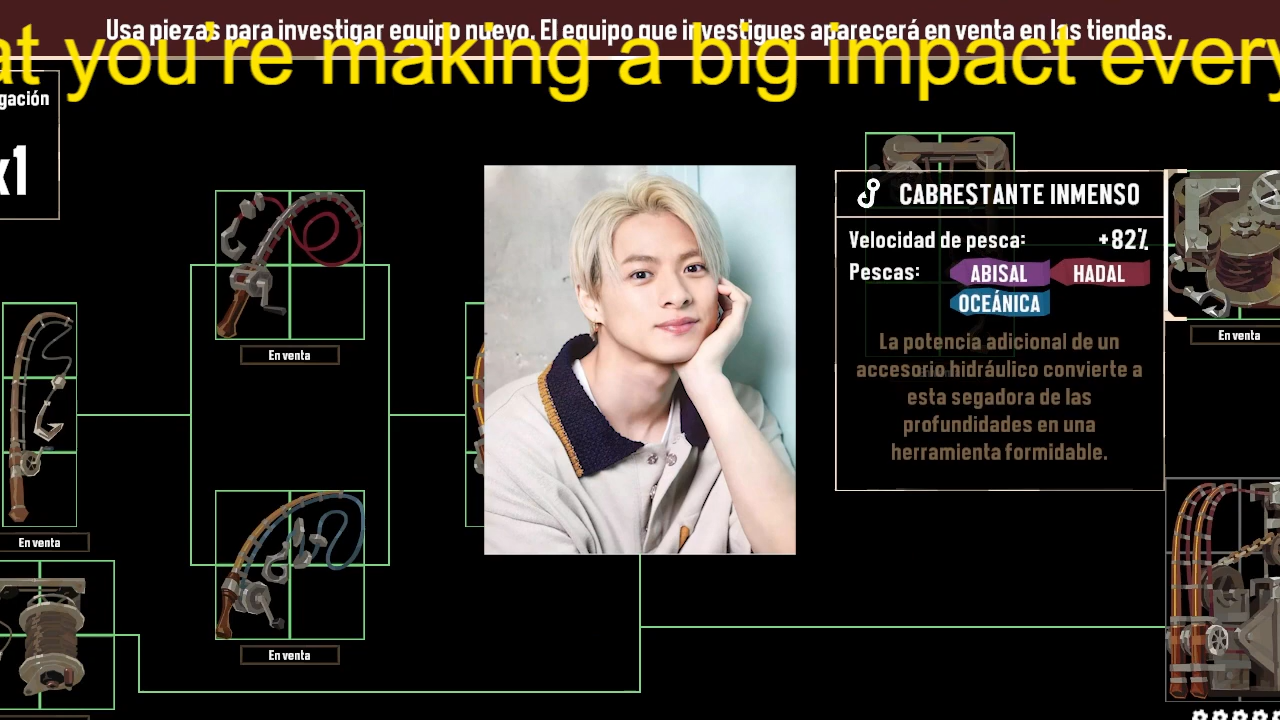 Usa piezas para investigar equipo nuevo. El equipo que investigues aparecerá en venta en las tiendas.
at you're making a big impact every
gación
x1
CABRESTANTE INMENSO
Velocidad de pesca: +82%
Pescas: ABISAL HADAL
OCEÁNICA
La potencia adicional de un
accesorio hidráulico convierte a
esta segadora de las
profundidades en una
herramienta formidable.
En venta
En venta
En venta
En venta